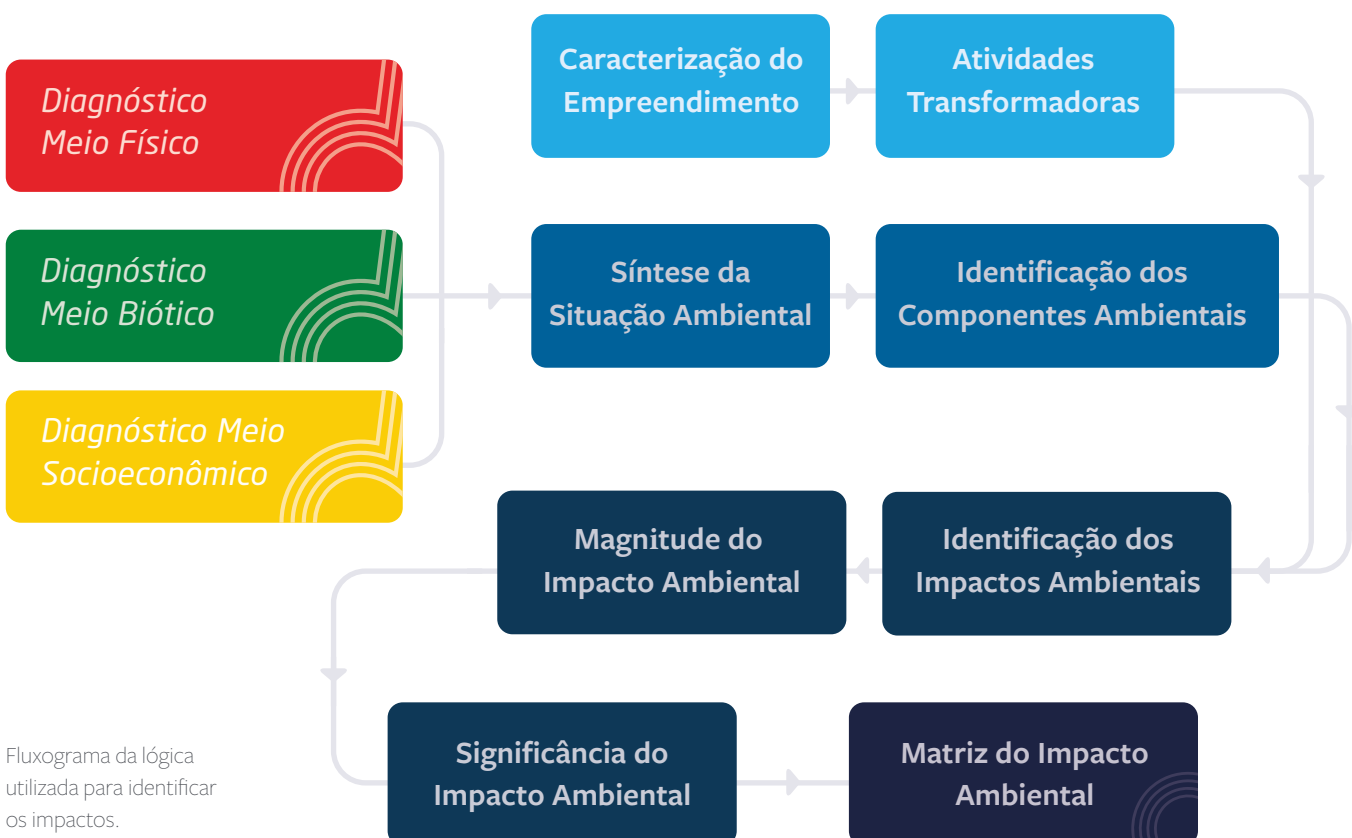 Diagnóstico
Meio Físico
Diagnóstico
Meio Biótico
Diagnóstico Meio
Socioeconômico
Caracterização do
Empreendimento
Atividades
Transformadoras
Síntese da
Situação Ambiental
Identificação dos
Componentes Ambientais
Magnitude do
Impacto Ambiental
Identificação dos
Impactos Ambientais
Significância do
Impacto Ambiental
Matriz do Impacto
Ambiental
Fluxograma da lógica
utilizada para identificar
os impactos.